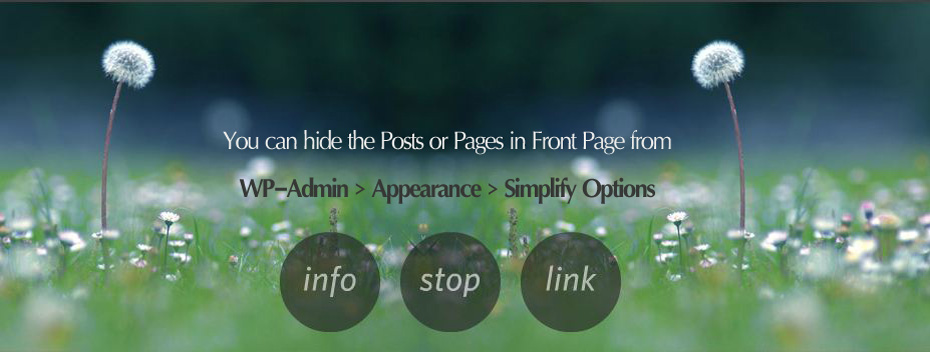 You can hide the Posts or Pages in Front Page from
WP-Admin > Appearance > Simplify Options
info stop link